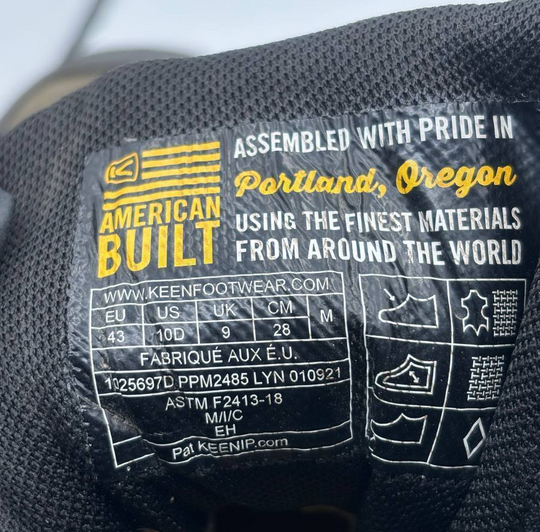 AMERICAN
BUILT
ASSEMBLED WITH PRIDE IN
Portland, Oregon
USING THE FINEST MATERIALS
FROM AROUND THE WORLD
WWW.KEENFOOTWEAR.COM
EU US UK CM M
43 10D 9 28
FABRIQUÉ AUX É.U.
1025697D PPM2485 LYN 010921
ASTM F2413-18
M/I/C
EH
Pat KEENIP.com